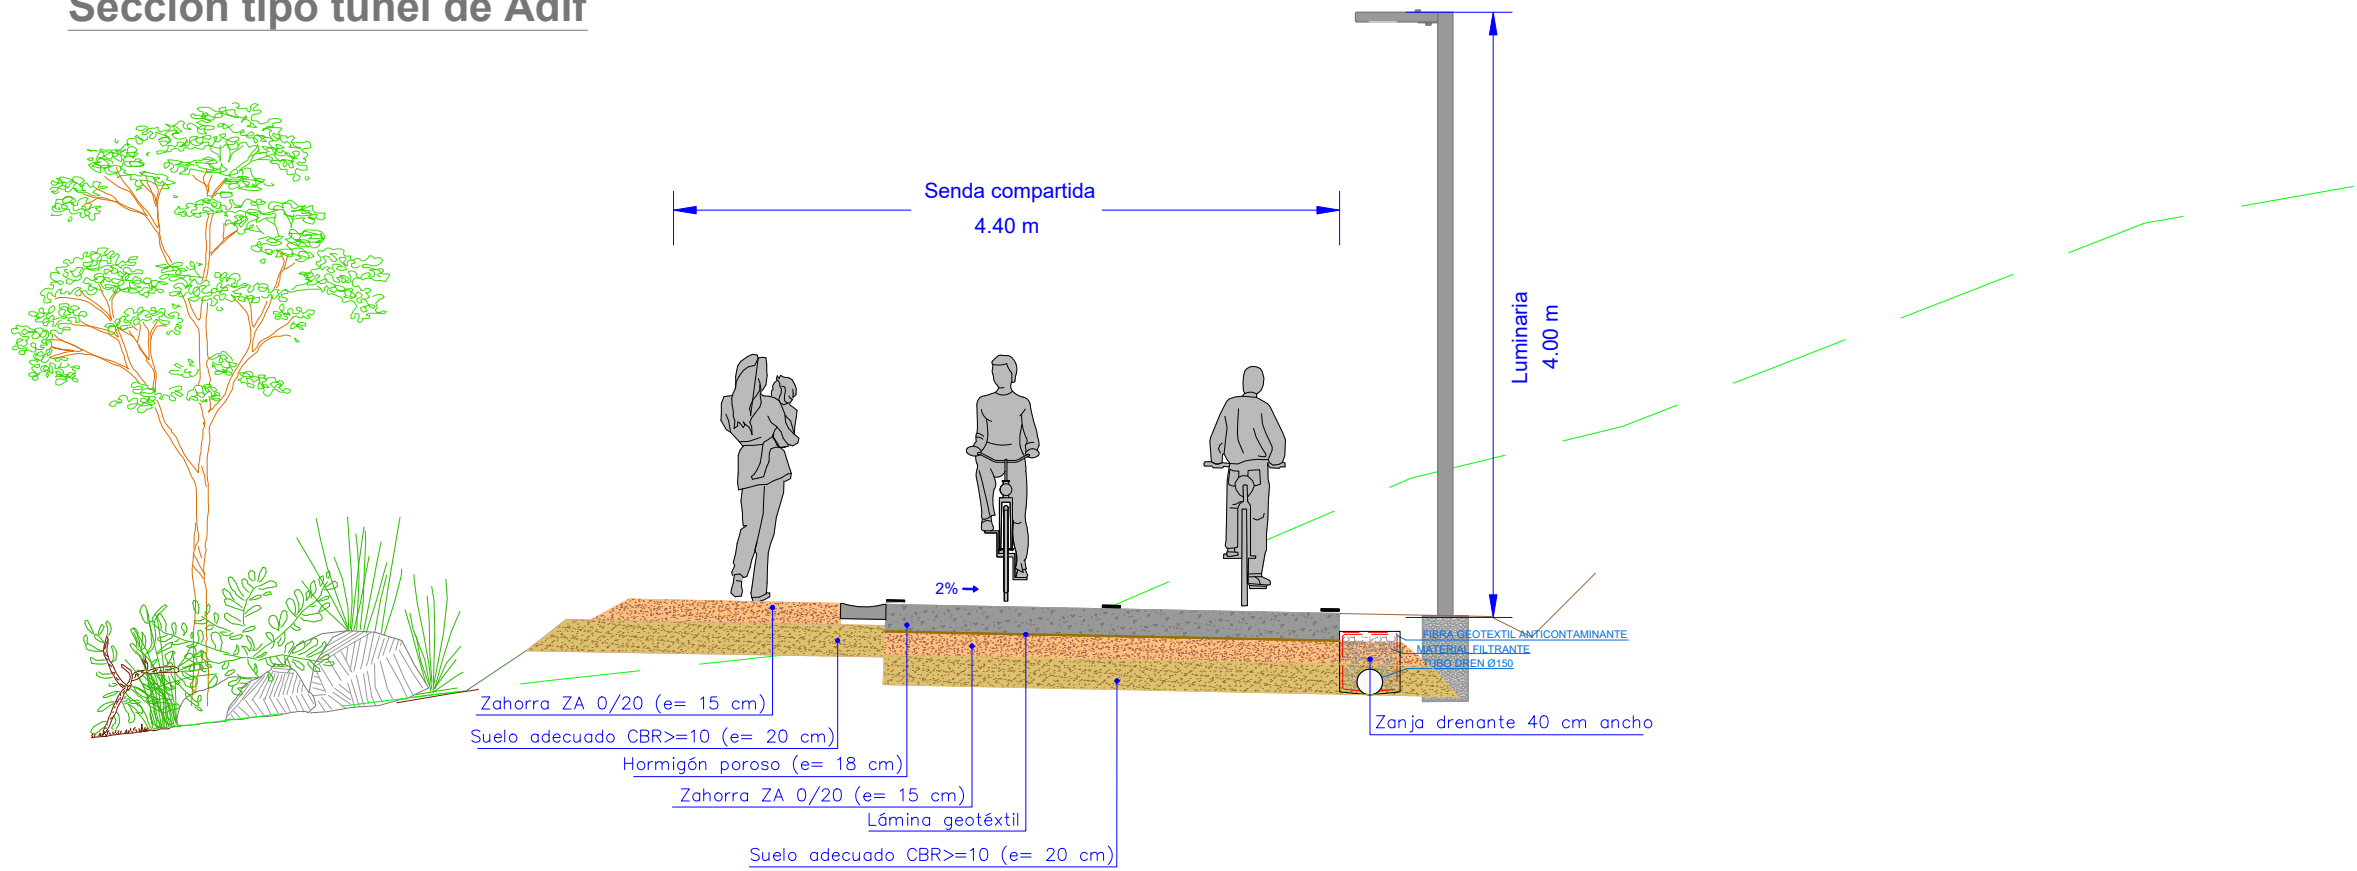 Sección tipo túnel de Adif
Senda compartida
4.40 m
Luminaria
4.00 m
2%
FIBRA GEOTEXTIL ANTICONTAMINANTE
MATERIAL FILTRANTE
TUBO DREN Ø150
Zahorra ZA 0/20 (e= 15 cm)
Zanja drenante 40 cm ancho
Suelo adecuado CBR>=10 (e= 20 cm)
Hormigón poroso (e= 18 cm)
Zahorra ZA 0/20 (e= 15 cm)
Lámina geotéxtil
Suelo adecuado CBR>=10 (e= 20 cm)